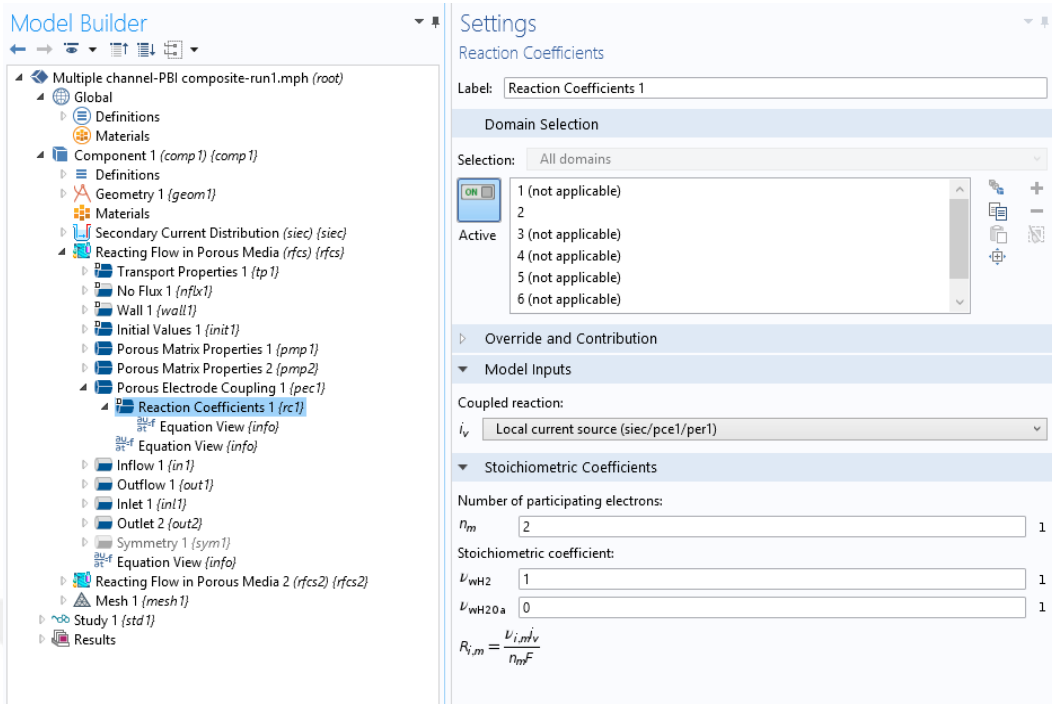 Model Builder
Multiple channel-PBI composite-run1.mph (root)
Global
Definitions
Materials
Component 1 (comp1) {comp1}
Definitions
Geometry 1 {geom1}
Materials
Secondary Current Distribution (siec) {siec}
Reacting Flow in Porous Media (rfcs) {rfcs}
Transport Properties 1 {tp1}
No Flux 1 {nflx1}
Wall 1 {wall1}
Initial Values 1 {init1}
Porous Matrix Properties 1 {pmp1}
Porous Matrix Properties 2 {pmp2}
Porous Electrode Coupling 1 {pec1}
Reaction Coefficients 1 {rc1}
Equation View {info}
Equation View {info}
Inflow 1 {in1}
Outflow 1 {out1}
Inlet 1 {inl1}
Outlet 2 {out2}
Symmetry 1 {sym1}
Equation View {info}
Reacting Flow in Porous Media 2 (rfcs2) {rfcs2}
Mesh 1 {mesh1}
Study 1 {std1}
Results
Settings
Reaction Coefficients
Label: Reaction Coefficients 1
Domain Selection
Selection: All domains
ON
Active
1 (not applicable)
2
3 (not applicable)
4 (not applicable)
5 (not applicable)
6 (not applicable)
Override and Contribution
Model Inputs
Coupled reaction:
iv Local current source (siec/pce1/per1)
Stoichiometric Coefficients
Number of participating electrons:
nm 2 1
Stoichiometric coefficient:
νwH2 1 1
νwH2Oa 0 1
Ri,m = νi,miv / nmF